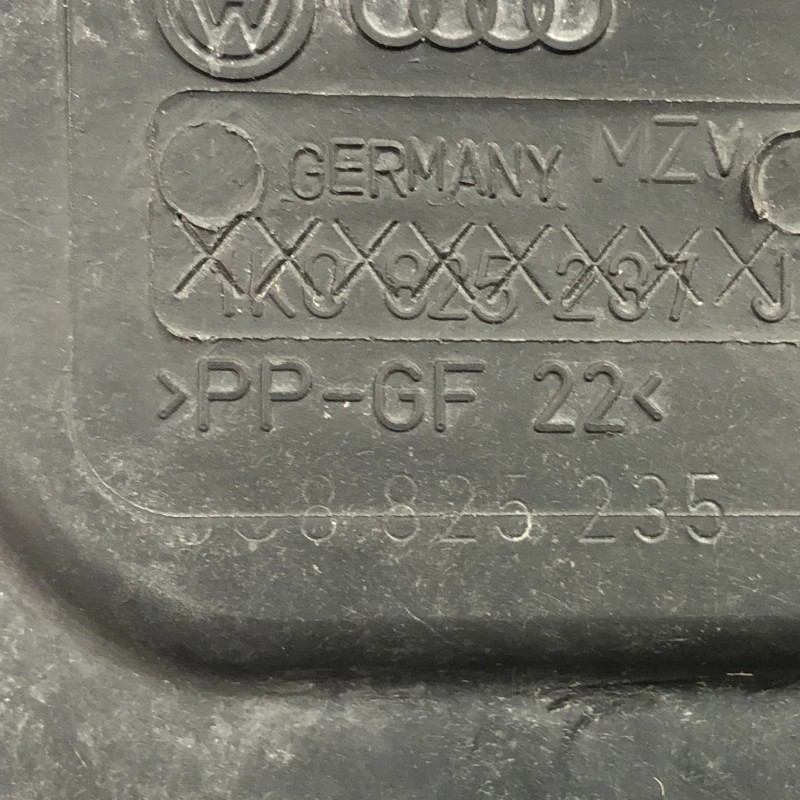 GERMANY MZV
1K0 825 237 J
>PP-GF 22<
825.235